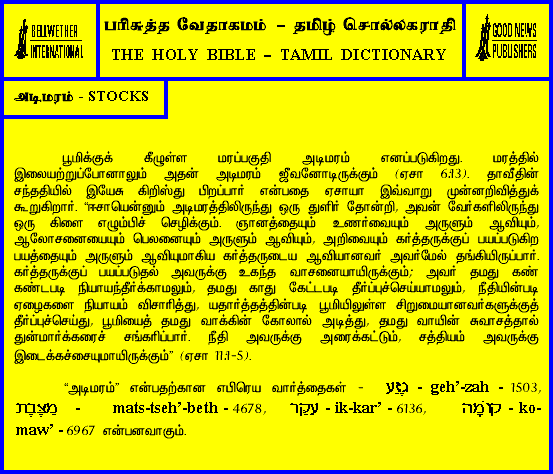 BELLWETHER
INTERNATIONAL
பரிசுத்த வேதாகமம் – தமிழ் சொல்லகராதி
THE HOLY BIBLE – TAMIL DICTIONARY
GOOD NEWS
PUBLISHERS
அடிமரம் - STOCKS
பூமிக்குக் கீழுள்ள மரப்பகுதி அடிமரம் எனப்படுகிறது. மரத்தில்
இலையற்றுப்போனாலும் அதன் அடிமரம் ஜீவனோடிருக்கும் (ஏசா 6:13). தாவீதின்
சந்ததியில் இயேசு கிறிஸ்து பிறப்பார் என்பதை ஏசாயா இவ்வாறு முன்னறிவித்துக்
கூறுகிறார். “ஈசாயென்னும் அடிமரத்திலிருந்து ஒரு துளிர் தோன்றி, அவன் வேர்களிலிருந்து
ஒரு கிளை எழும்பிச் செழிக்கும். ஞானத்தையும் உணர்வையும் அருளும் ஆவியும்,
ஆலோசனையையும் பெலனையும் அருளும் ஆவியும், அறிவையும் கர்த்தருக்குப் பயப்படுகிற
பயத்தையும் அருளும் ஆவியுமாகிய கர்த்தருடைய ஆவியானவர் அவர்மேல் தங்கியிருப்பார்.
கர்த்தருக்குப் பயப்படுதல் அவருக்கு உகந்த வாசனையாயிருக்கும்; அவர் தமது கண்
கண்டபடி நியாயந்தீர்க்காமலும், தமது காது கேட்டபடி தீர்ப்புச்செய்யாமலும், நீதியின்படி
ஏழைகளை நியாயம் விசாரித்து, யதார்த்தத்தின்படி பூமியிலுள்ள சிறுமையானவர்களுக்குத்
தீர்ப்புச்செய்து, பூமியைத் தமது வாக்கின் கோலால் அடித்து, தமது வாயின் சுவாசத்தால்
துன்மார்க்கரைச் சங்கரிப்பார். நீதி அவருக்கு அரைக்கட்டும், சத்தியம் அவருக்கு
இடைக்கச்சையுமாயிருக்கும்” (ஏசா 11:1-5).
“அடிமரம்” என்பதற்கான எபிரெய வார்த்தைகள் - גֶּזַע - geh’-zah - 1503,
מַצֶּבֶת - mats-tseh’-beth - 4678, עִקַּר - ik-kar’ - 6136, קוֹמָה - ko-
maw’ - 6967 என்பனவாகும்.